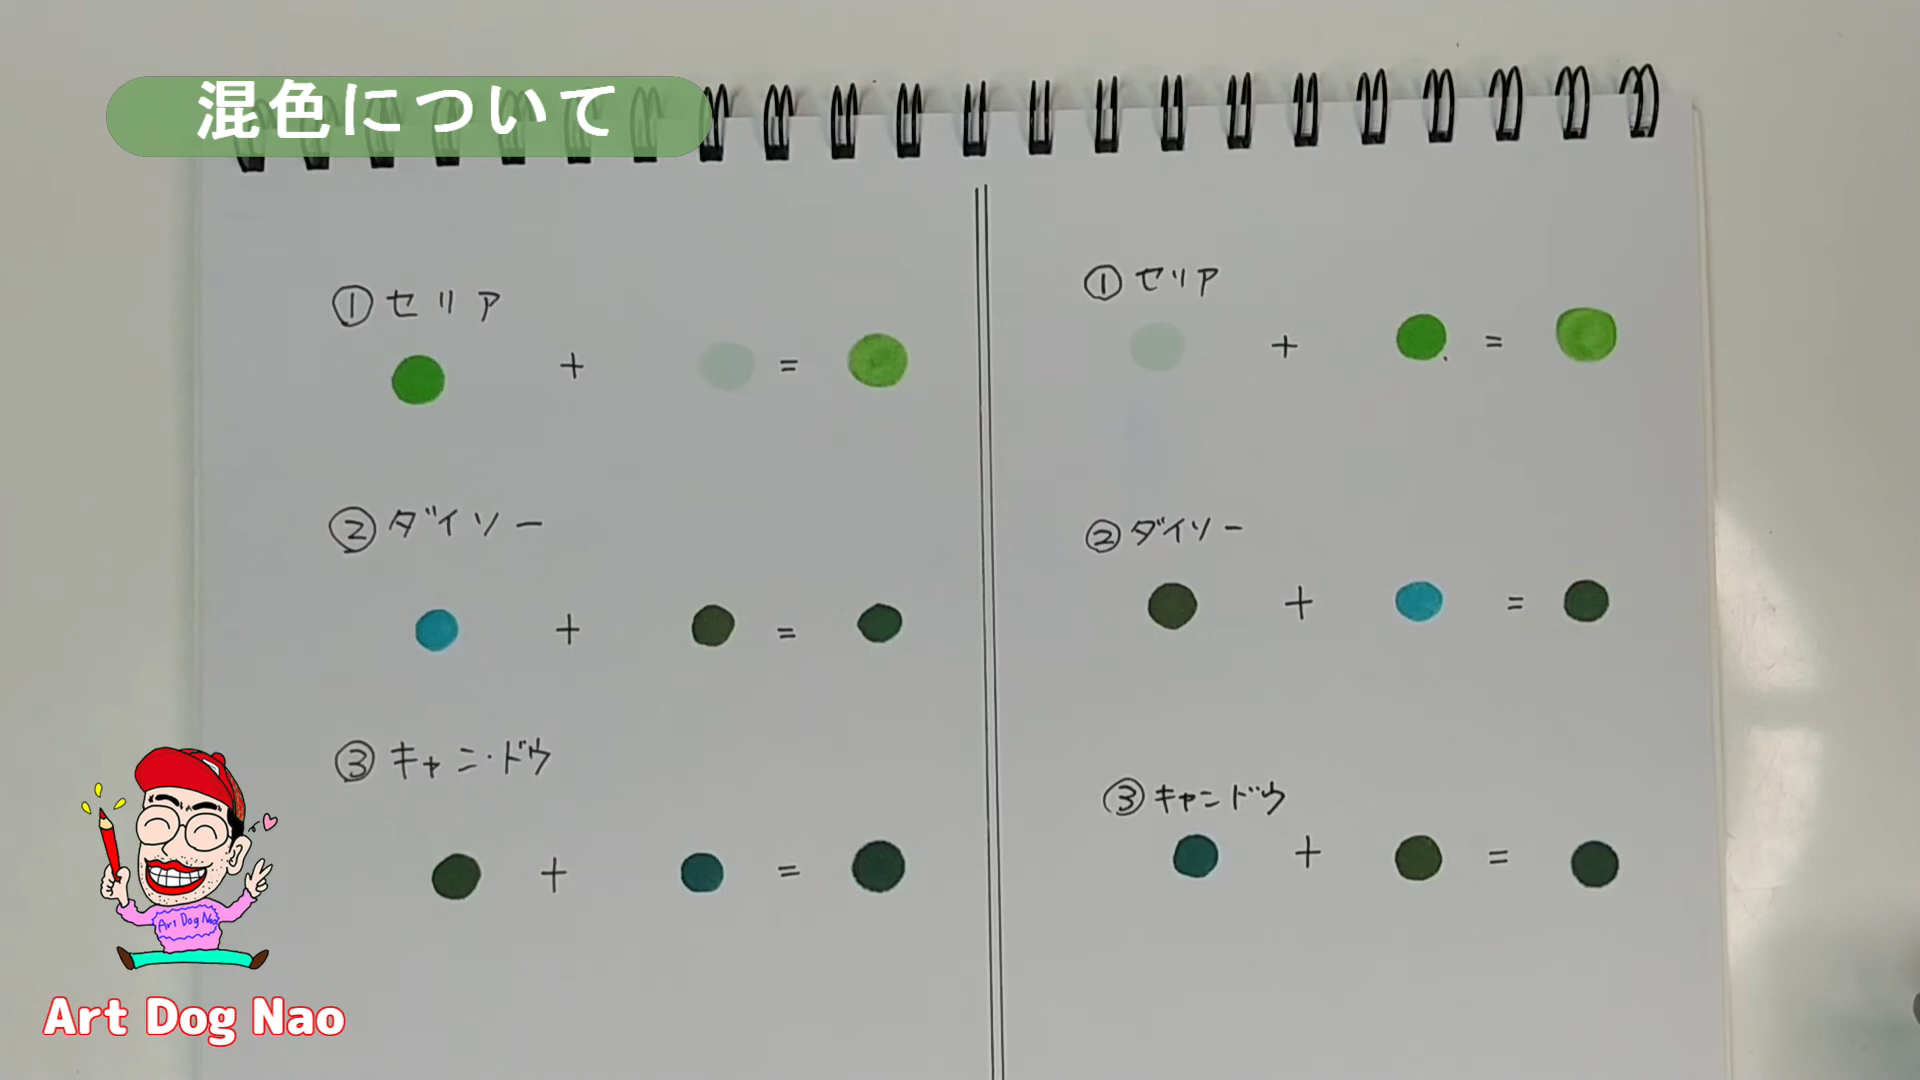 混色について
①セリア
+ =
②ダイソー
+ =
③キャンドゥ
+ =
①セリア
+ =
②ダイソー
+ =
③キャンドゥ
+ =
Art Dog Nao
Art Dog Nao